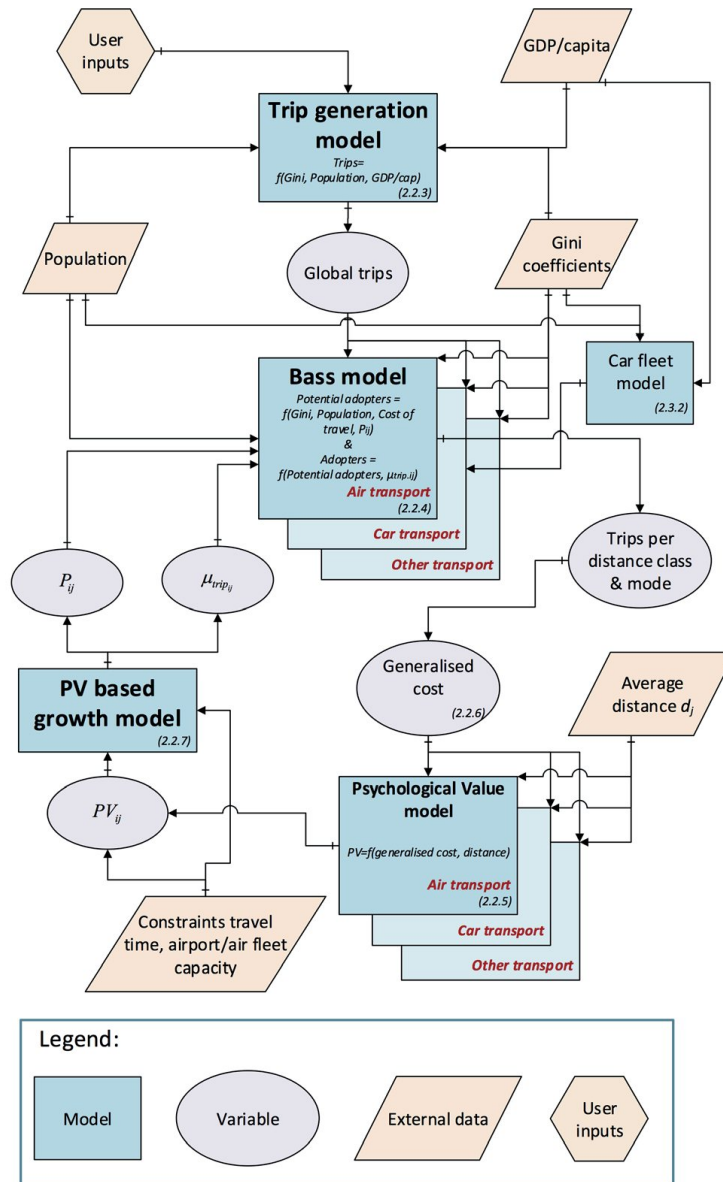 User
inputs
GDP/capita
Trip generation
model
Trips=
f(Gini, Population, GDP/cap)
(2.2.3)
Population
Global trips
Gini
coefficients
Bass model
Potential adopters =
f(Gini, Population, Cost of
travel, Pij)
&
Adopters =
f(Potential adopters, μtrip.ij)
Air transport
(2.2.4)
Car transport
Other transport
Car fleet
model
(2.3.2)
Pij
μtripij
Trips per
distance class
& mode
Generalised
cost
(2.2.6)
Average
distance dj
PV based
growth model
(2.2.7)
PVij
Psychological Value
model
PV=f(generalised cost, distance)
Air transport
(2.2.5)
Car transport
Other transport
Constraints travel
time, airport/air fleet
capacity
Legend:
Model
Variable
External data
User
inputs